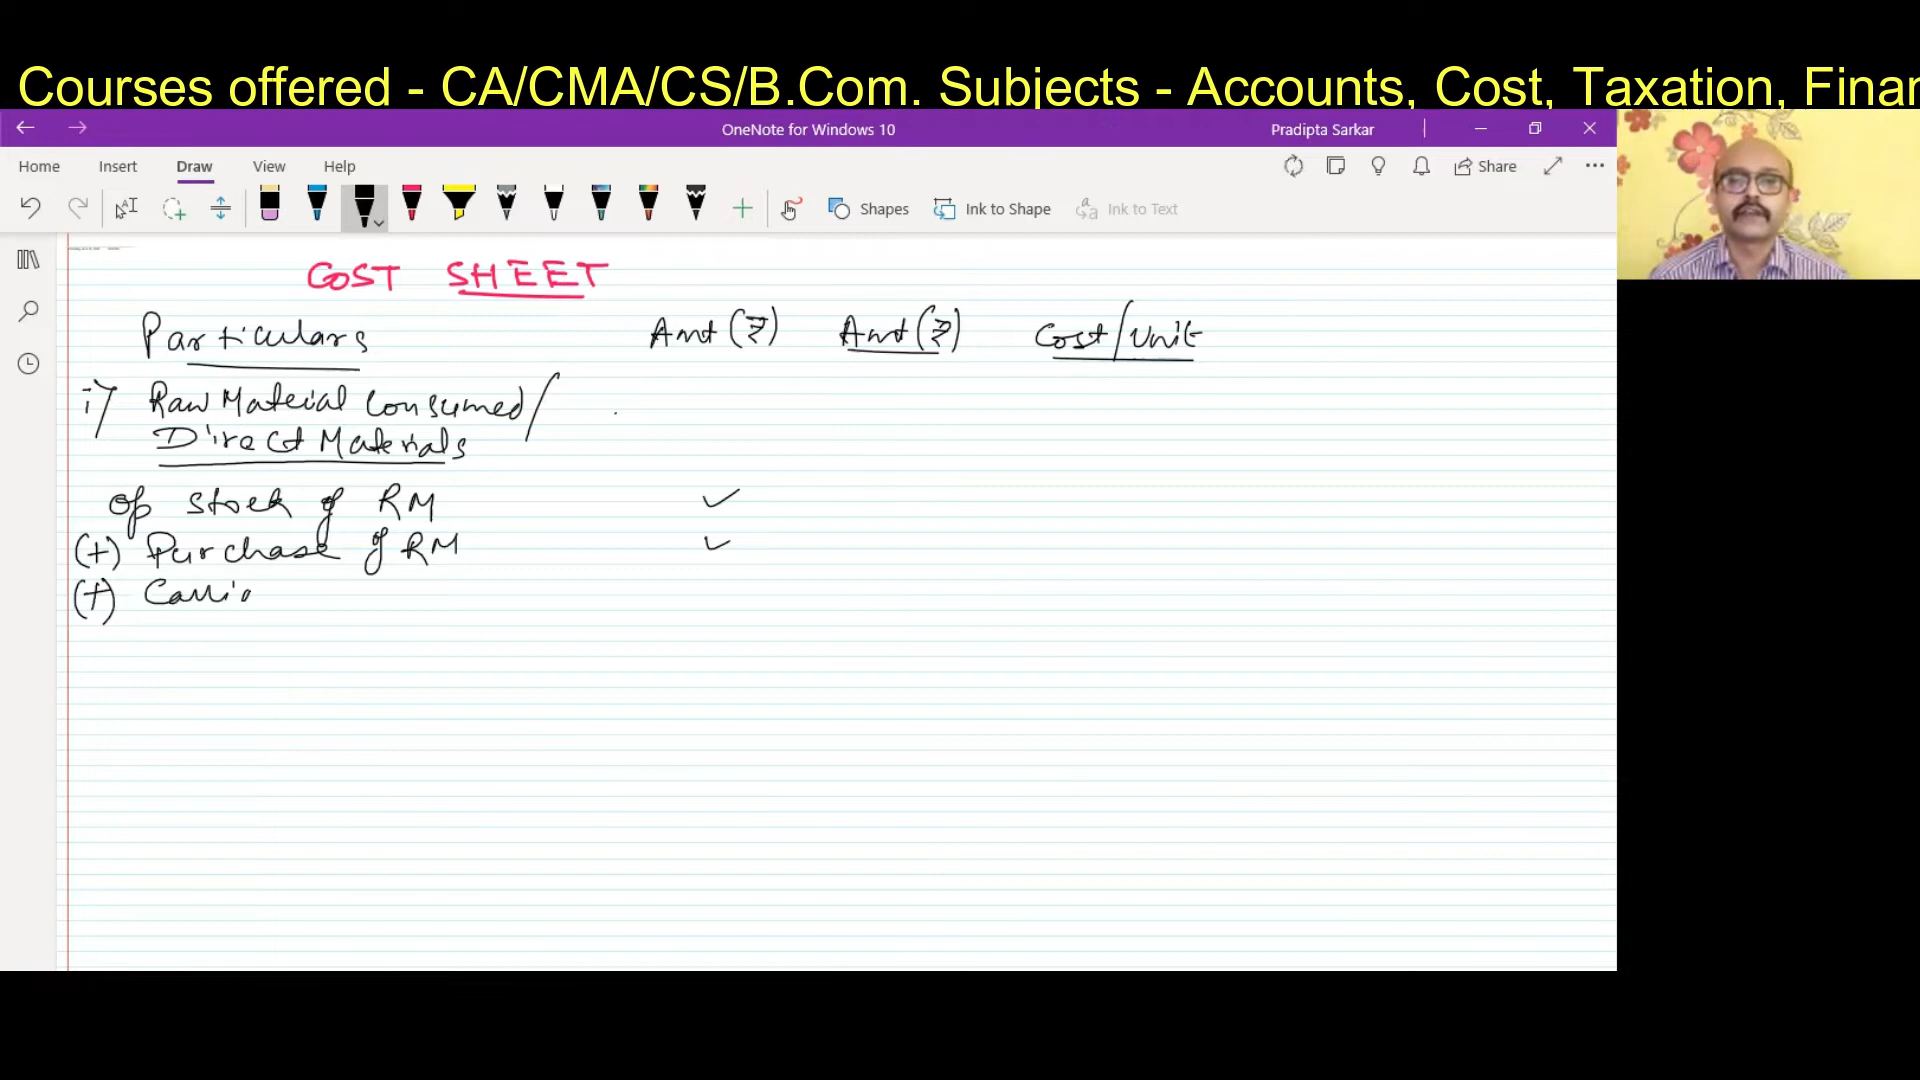 Courses offered - CA/CMA/CS/B.Com. Subjects - Accounts, Cost, Taxation, Finan
OneNote for Windows 10
Pradipta Sarkar
Home Insert Draw View Help
Share
Shapes Ink to Shape Ink to Text
COST SHEET
Particulars Amt (₹) Amt (₹) Cost/Unit
i) Raw Material Consumed/
Direct Materials
Op stock of RM ✓
(+) Purchase of RM ✓
(+) Carria